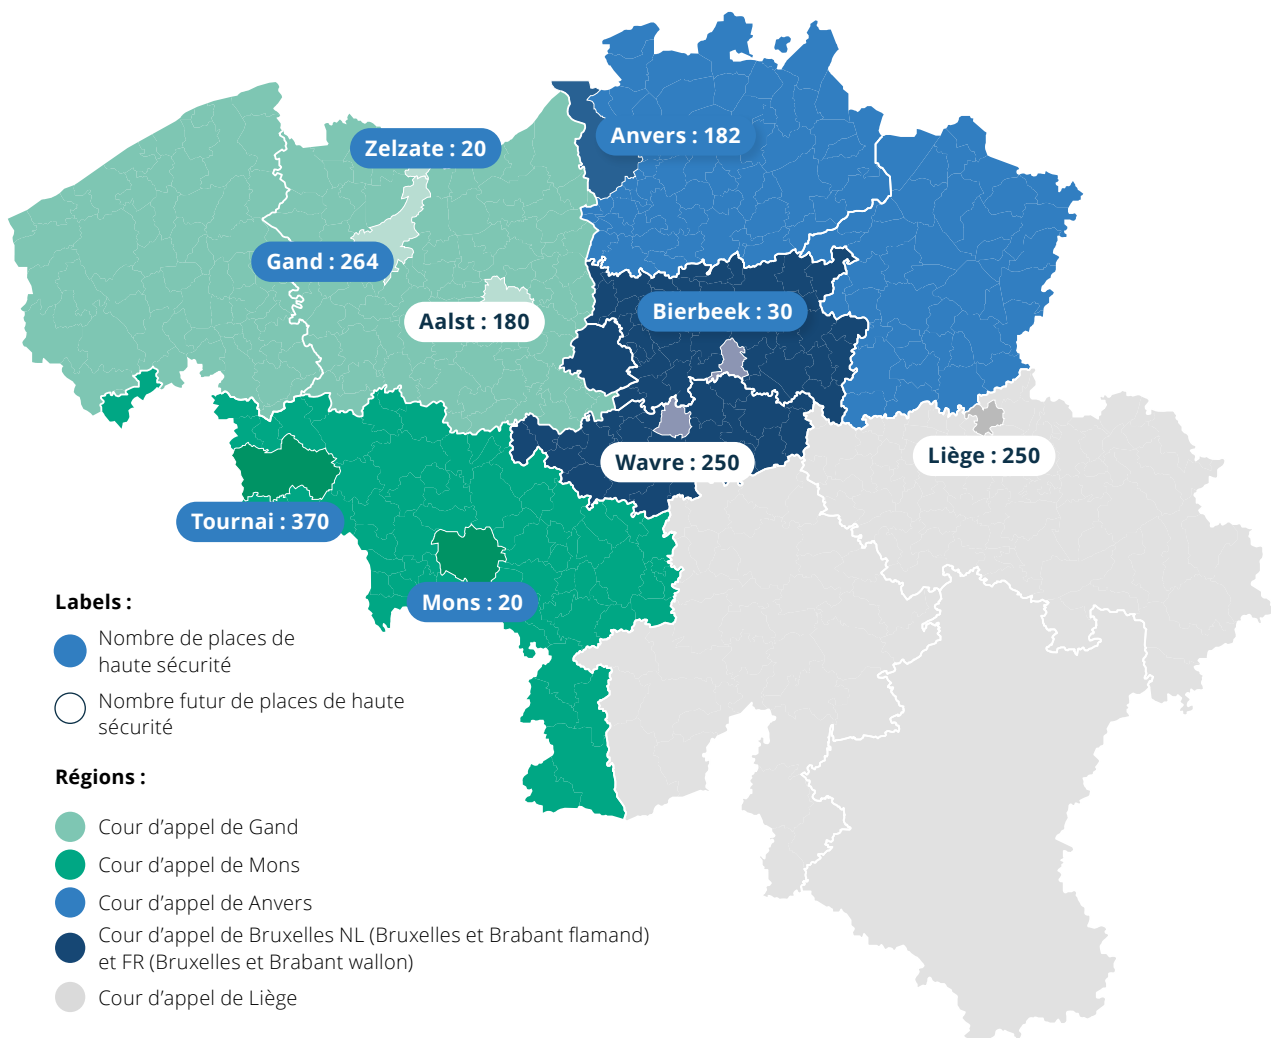 Zelzate : 20
Anvers : 182
Gand : 264
Aalst : 180
Bierbeek : 30
Wavre : 250
Liège : 250
Tournai : 370
Mons : 20
Labels :
Nombre de places de
haute sécurité
Nombre futur de places de haute
sécurité
Régions :
Cour d’appel de Gand
Cour d’appel de Mons
Cour d’appel de Anvers
Cour d’appel de Bruxelles NL (Bruxelles et Brabant flamand)
et FR (Bruxelles et Brabant wallon)
Cour d’appel de Liège